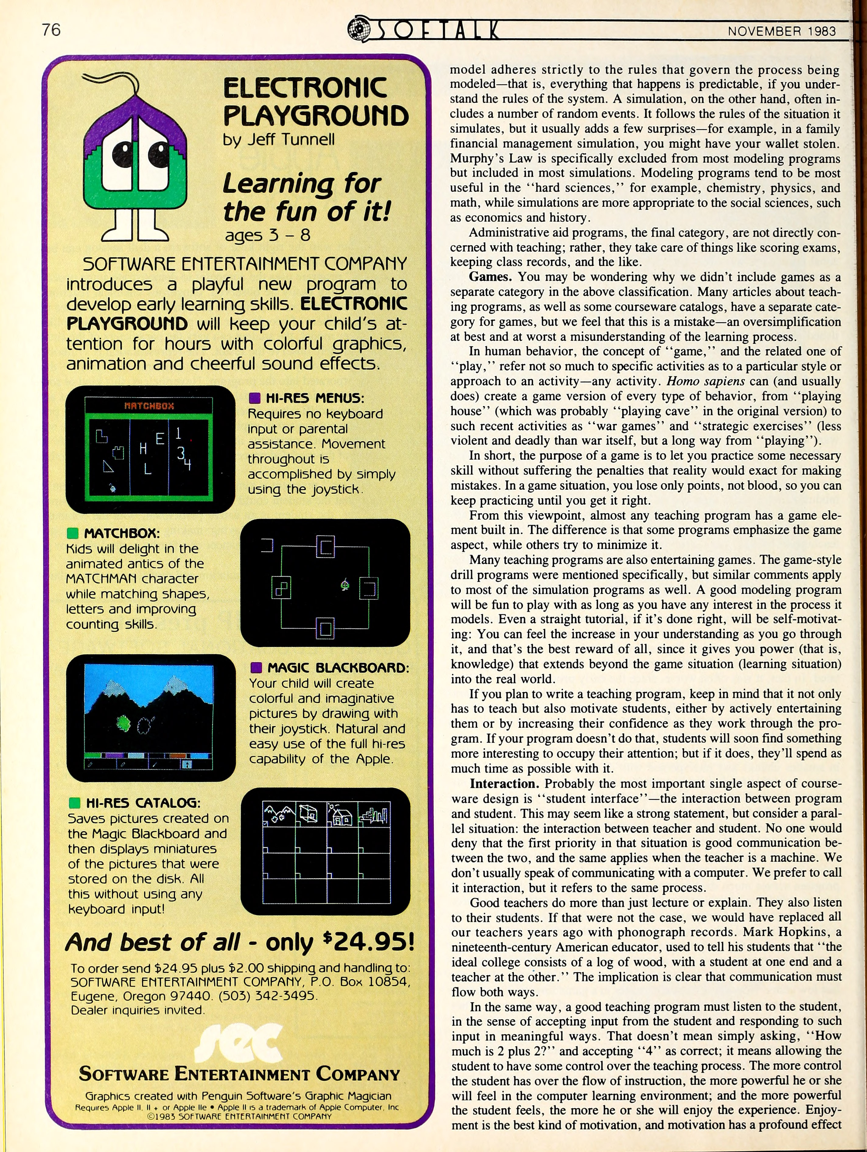 76
SOFTALK
NOVEMBER 1983
ELECTRONIC
PLAYGROUND
by Jeff Tunnell
Learning for
the fun of it!
ages 3 – 8
SOFTWARE ENTERTAINMENT COMPANY
introduces a playful new program to
develop early learning skills. ELECTRONIC
PLAYGROUND will keep your child's at-
tention for hours with colorful graphics,
animation and cheerful sound effects.
MATCHBOX
H E 1
3
L 4
HI-RES MENUS:
Requires no keyboard
input or parental
assistance. Movement
throughout is
accomplished by simply
using the joystick.
MATCHBOX:
Kids will delight in the
animated antics of the
MATCHMAN character
while matching shapes,
letters and improving
counting skills.
MAGIC BLACKBOARD:
Your child will create
colorful and imaginative
pictures by drawing with
their joystick. Natural and
easy use of the full hi-res
capability of the Apple.
HI-RES CATALOG:
Saves pictures created on
the Magic Blackboard and
then displays miniatures
of the pictures that were
stored on the disk. All
this without using any
keyboard input!
And best of all - only $24.95!
To order send $24.95 plus $2.00 shipping and handling to:
SOFTWARE ENTERTAINMENT COMPANY, P.O. Box 10854,
Eugene, Oregon 97440. (503) 342-3495.
Dealer inquiries invited.
sec
SOFTWARE ENTERTAINMENT COMPANY
Graphics created with Penguin Software's Graphic Magician
Requires Apple II, II + or Apple IIe • Apple II is a trademark of Apple Computer, Inc
©1983 SOFTWARE ENTERTAINMENT COMPANY
model adheres strictly to the rules that govern the process being
modeled—that is, everything that happens is predictable, if you under-
stand the rules of the system. A simulation, on the other hand, often in-
cludes a number of random events. It follows the rules of the situation it
simulates, but it usually adds a few surprises—for example, in a family
financial management simulation, you might have your wallet stolen.
Murphy's Law is specifically excluded from most modeling programs
but included in most simulations. Modeling programs tend to be most
useful in the "hard sciences," for example, chemistry, physics, and
math, while simulations are more appropriate to the social sciences, such
as economics and history.
Administrative aid programs, the final category, are not directly con-
cerned with teaching; rather, they take care of things like scoring exams,
keeping class records, and the like.
Games. You may be wondering why we didn't include games as a
separate category in the above classification. Many articles about teach-
ing programs, as well as some courseware catalogs, have a separate cate-
gory for games, but we feel that this is a mistake—an oversimplification
at best and at worst a misunderstanding of the learning process.
In human behavior, the concept of "game," and the related one of
"play," refer not so much to specific activities as to a particular style or
approach to an activity—any activity. Homo sapiens can (and usually
does) create a game version of every type of behavior, from "playing
house" (which was probably "playing cave" in the original version) to
such recent activities as "war games" and "strategic exercises" (less
violent and deadly than war itself, but a long way from "playing").
In short, the purpose of a game is to let you practice some necessary
skill without suffering the penalties that reality would exact for making
mistakes. In a game situation, you lose only points, not blood, so you can
keep practicing until you get it right.
From this viewpoint, almost any teaching program has a game ele-
ment built in. The difference is that some programs emphasize the game
aspect, while others try to minimize it.
Many teaching programs are also entertaining games. The game-style
drill programs were mentioned specifically, but similar comments apply
to most of the simulation programs as well. A good modeling program
will be fun to play with as long as you have any interest in the process it
models. Even a straight tutorial, if it's done right, will be self-motivat-
ing: You can feel the increase in your understanding as you go through
it, and that's the best reward of all, since it gives you power (that is,
knowledge) that extends beyond the game situation (learning situation)
into the real world.
If you plan to write a teaching program, keep in mind that it not only
has to teach but also motivate students, either by actively entertaining
them or by increasing their confidence as they work through the pro-
gram. If your program doesn't do that, students will soon find something
more interesting to occupy their attention; but if it does, they'll spend as
much time as possible with it.
Interaction. Probably the most important single aspect of course-
ware design is "student interface"—the interaction between program
and student. This may seem like a strong statement, but consider a paral-
lel situation: the interaction between teacher and student. No one would
deny that the first priority in that situation is good communication be-
tween the two, and the same applies when the teacher is a machine. We
don't usually speak of communicating with a computer. We prefer to call
it interaction, but it refers to the same process.
Good teachers do more than just lecture or explain. They also listen
to their students. If that were not the case, we would have replaced all
our teachers years ago with phonograph records. Mark Hopkins, a
nineteenth-century American educator, used to tell his students that "the
ideal college consists of a log of wood, with a student at one end and a
teacher at the other." The implication is clear that communication must
flow both ways.
In the same way, a good teaching program must listen to the student,
in the sense of accepting input from the student and responding to such
input in meaningful ways. That doesn't mean simply asking, "How
much is 2 plus 2?" and accepting "4" as correct; it means allowing the
student to have some control over the teaching process. The more control
the student has over the flow of instruction, the more powerful he or she
will feel in the computer learning environment; and the more powerful
the student feels, the more he or she will enjoy the experience. Enjoy-
ment is the best kind of motivation, and motivation has a profound effect